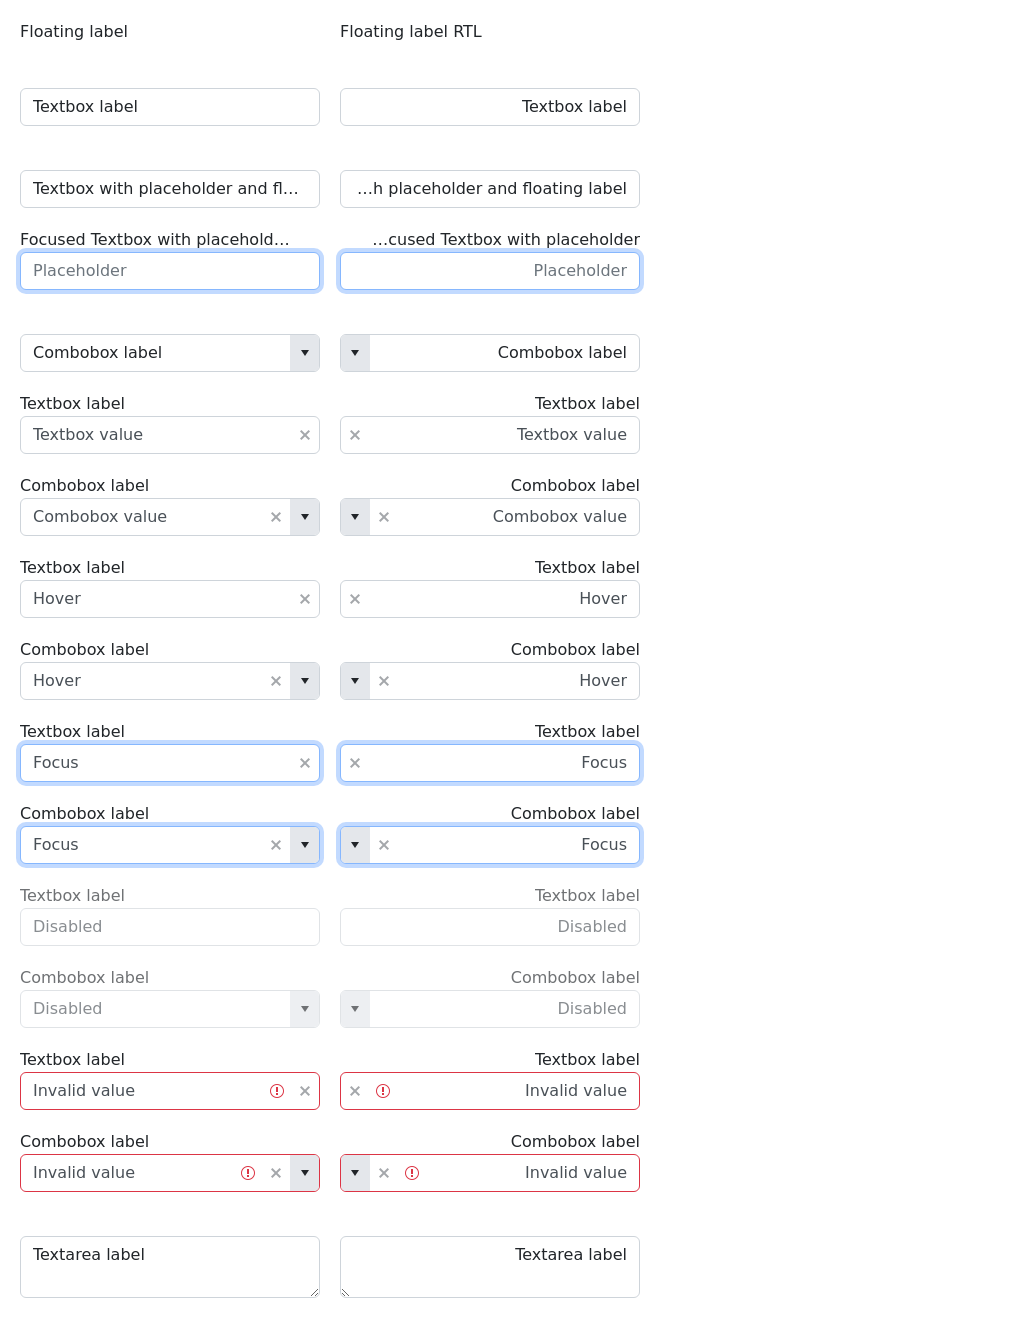 Floating label
Floating label RTL
Textbox label
Textbox label
Textbox with placeholder and fl...
...h placeholder and floating label
Focused Textbox with placehold...
...cused Textbox with placeholder
Placeholder
Placeholder
Combobox label
Combobox label
Textbox label
Textbox label
Textbox value
Textbox value
Combobox label
Combobox label
Combobox value
Combobox value
Textbox label
Textbox label
Hover
Hover
Combobox label
Combobox label
Hover
Hover
Textbox label
Textbox label
Focus
Focus
Combobox label
Combobox label
Focus
Focus
Textbox label
Textbox label
Disabled
Disabled
Combobox label
Combobox label
Disabled
Disabled
Textbox label
Textbox label
Invalid value
Invalid value
Combobox label
Combobox label
Invalid value
Invalid value
Textarea label
Textarea label